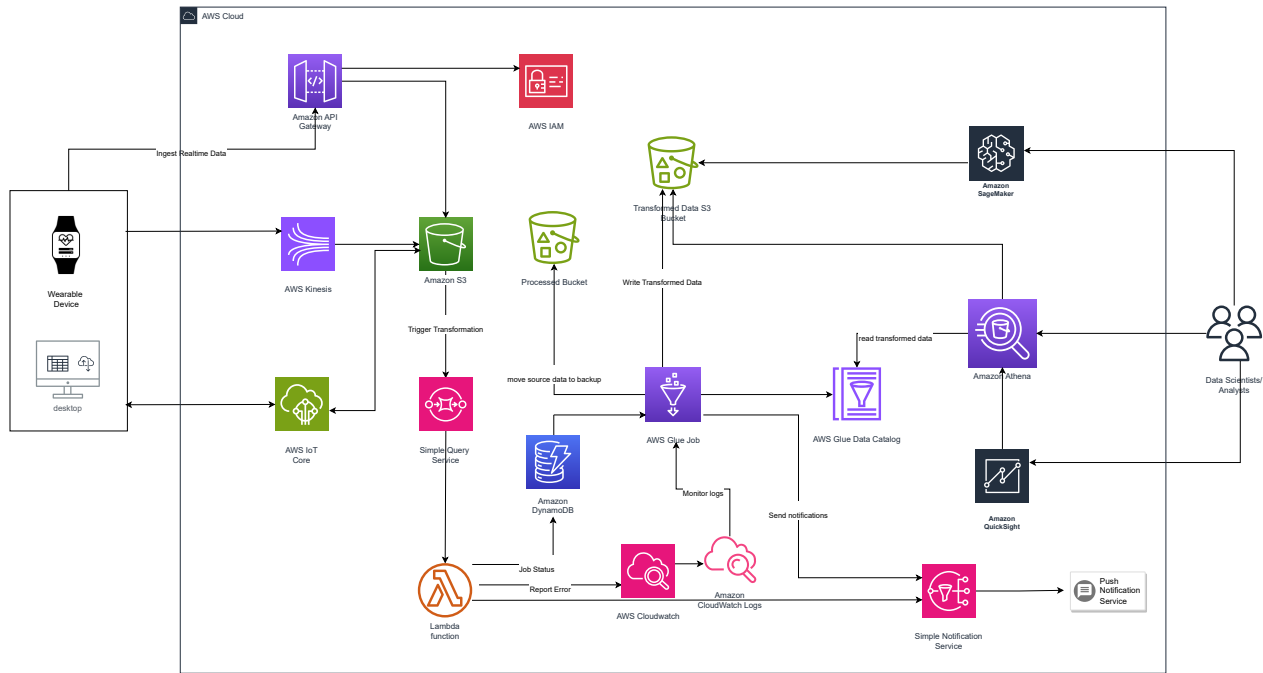 AWS Cloud
Amazon API
Gateway
AWS IAM
Ingest Realtime Data
Transformed Data S3
Bucket
Amazon
SageMaker
Wearable
Device
desktop
AWS Kinesis
Amazon S3
Processed Bucket
Write Transformed Data
Trigger Transformation
read transformed data
move source data to backup
Amazon Athena
Data Scientists/
Analysts
AWS IoT
Core
Simple Query
Service
AWS Glue Job
AWS Glue Data Catalog
Amazon
DynamoDB
Monitor logs
Send notifications
Amazon
QuickSight
Job Status
Report Error
Lambda
function
AWS Cloudwatch
Amazon
CloudWatch Logs
Simple Notification
Service
Push
Notification
Service